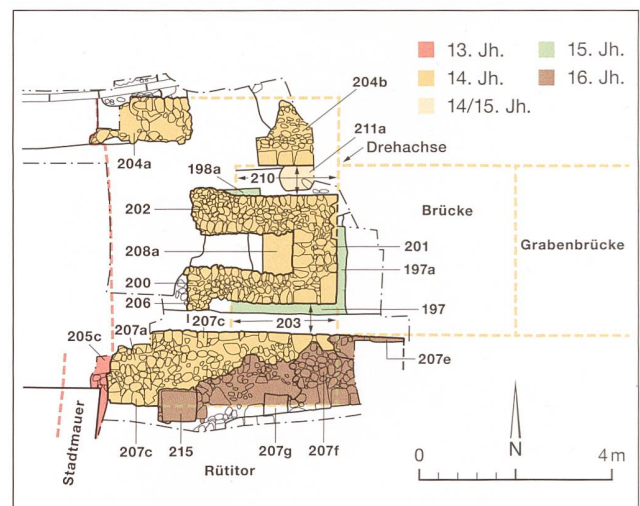 13. Jh.
14. Jh.
14/15. Jh.
15. Jh.
16. Jh.
204b
211a
Drehachse
204a
198a
210
202
Brücke
208a
201
Grabenbrücke
197a
200
206
197
207a
207c
203
205c
207e
Stadtmauer
207c
215
207g
207f
Rütitor
0
4 m
N